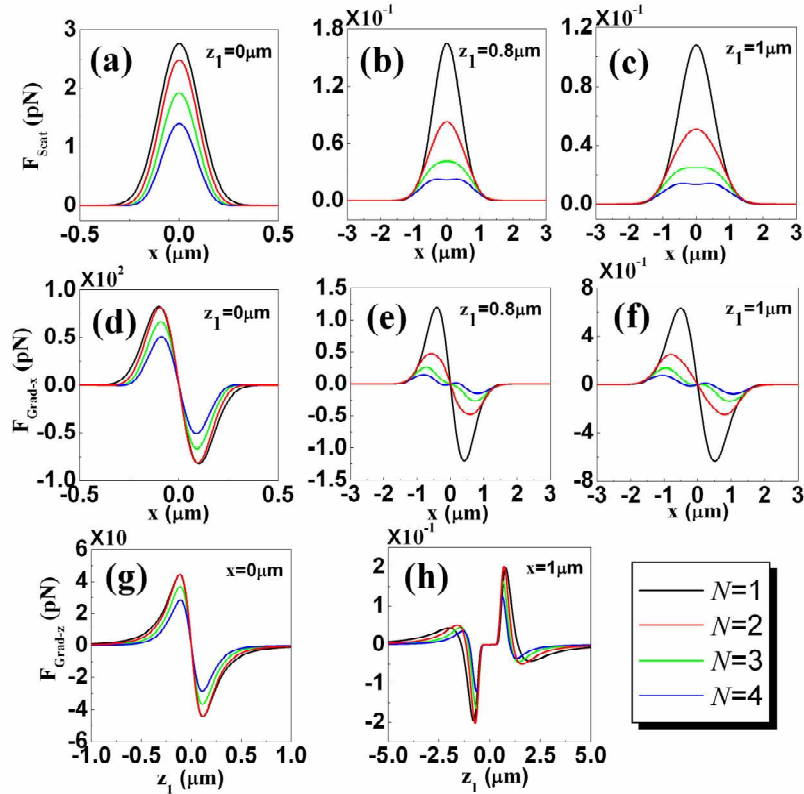 X10⁻¹ X10⁻¹
3 1.8 1.2
(a) z₁=0μm (b) z₁=0.8μm (c) z₁=1μm
2 1.2 0.8
1 0.6 0.4
0 0.0 0.0
F_Scat (pN)
-0.5 0.0 0.5 -3 -2 -1 0 1 2 3 -3 -2 -1 0 1 2 3
x (μm) x (μm) x (μm)
X10² X10⁻¹
1.0 1.5 8
(d) z₁=0μm (e) z₁=0.8μm (f) z₁=1μm
0.5 1.0 4
0.5
0.0 0.0 0
-0.5 -0.5 -4
-1.0
-1.0 -1.5 -8
F_Grad-x (pN)
-0.5 0.0 0.5 -3 -2 -1 0 1 2 3 -3 -2 -1 0 1 2 3
x (μm) x (μm) x (μm)
X10 X10⁻¹
6 (g) x=0μm (h) x=1μm
4 2
2 1
0 0
-2 -1
-4 -2
-6
F_Grad-z (pN)
-1.0 -0.5 0.0 0.5 1.0 -5.0 -2.5 0.0 2.5 5.0
z₁ (μm) z₁ (μm)
N=1
N=2
N=3
N=4